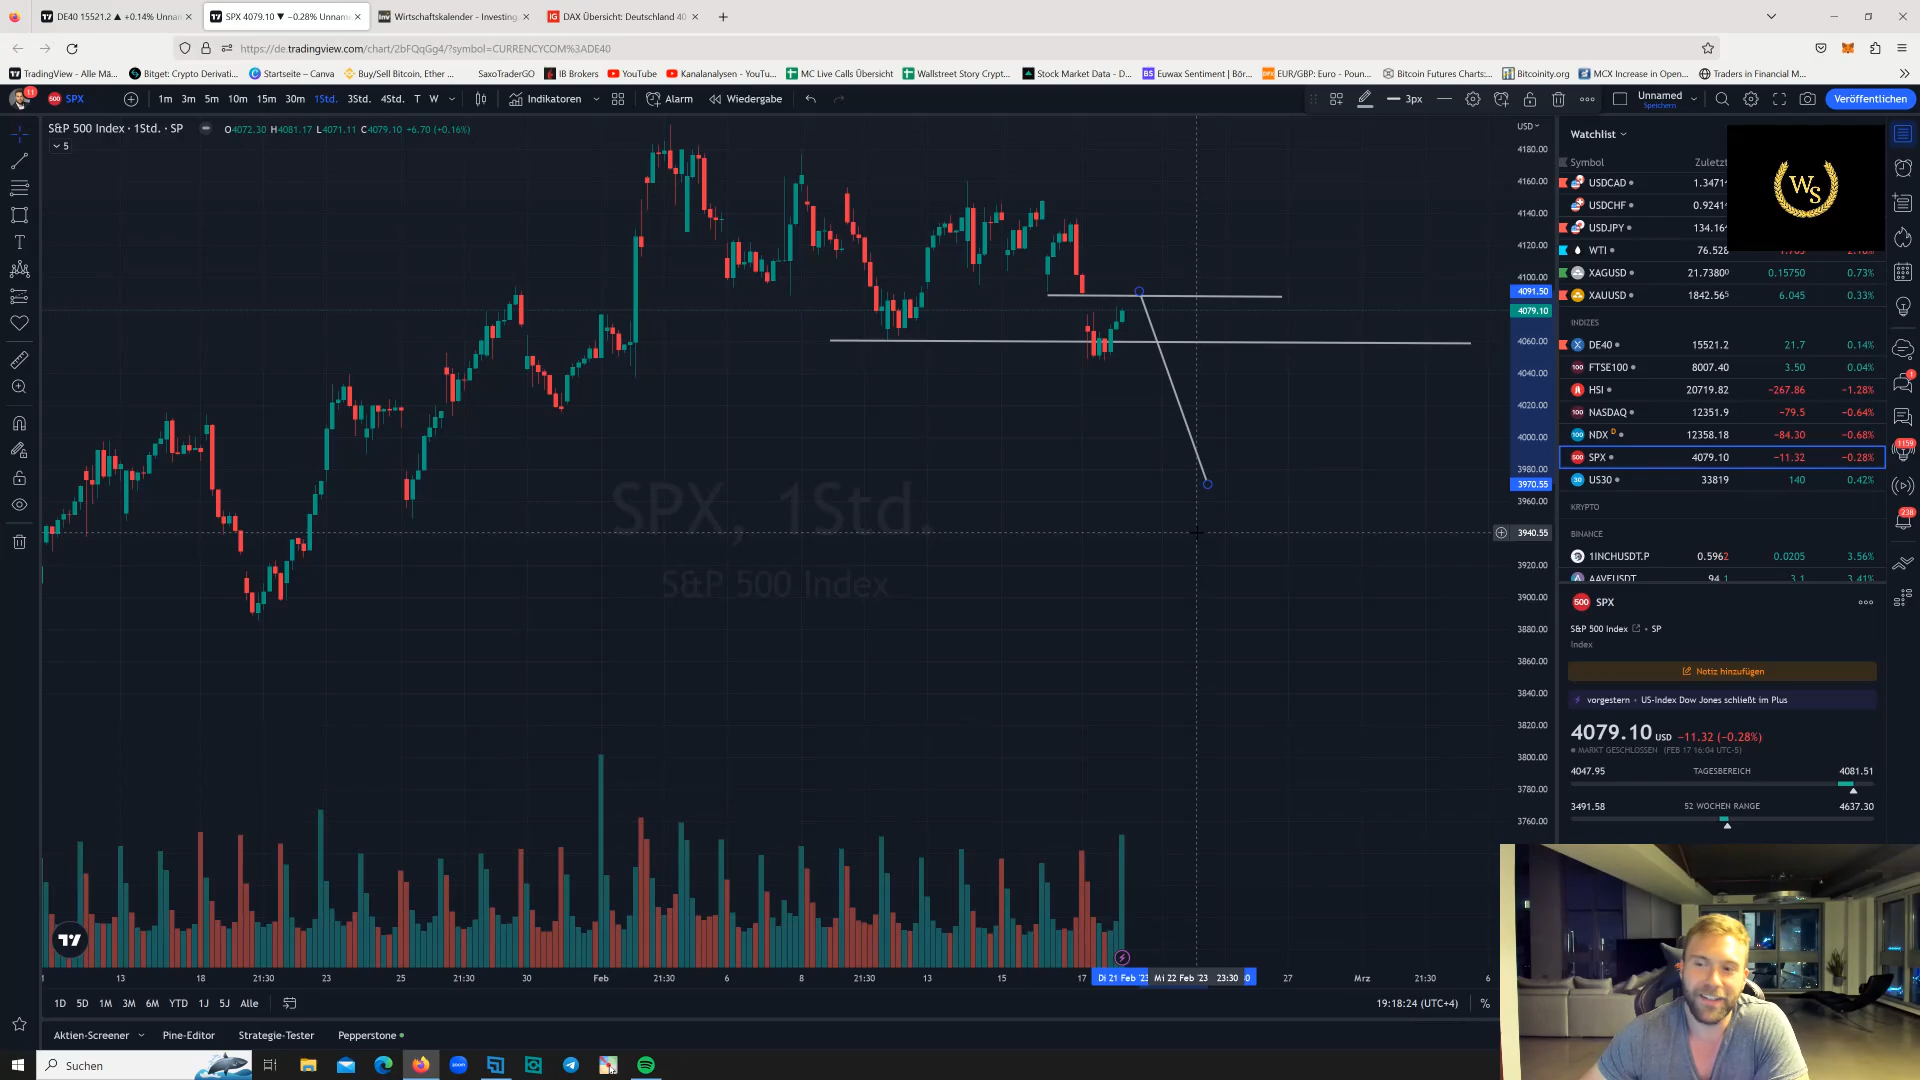 DE40 15521.2 ▲ +0.14% Unnan
SPX 4079.10 ▼ −0.28% Unname
Wirtschaftskalender - Investing
DAX Übersicht: Deutschland 40
https://de.tradingview.com/chart/2bFQqGg4/?symbol=CURRENCYCOM%3ADE40
TradingView - Alle Mä...
Bitget: Crypto Derivati...
Startseite – Canva
Buy/Sell Bitcoin, Ether ...
SaxoTraderGO
IB Brokers
YouTube
Kanalanalysen - YouTu...
MC Live Calls Übersicht
Wallstreet Story Crypt...
Stock Market Data - D...
Euwax Sentiment | Bör...
EUR/GBP: Euro - Poun...
Bitcoin Futures Charts:...
Bitcoinity.org
MCX Increase in Open...
Traders in Financial M...
11
SPX
1m 3m 5m 10m 15m 30m 1Std. 3Std. 4Std. T W
Indikatoren
Alarm
Wiedergabe
3px
Unnamed
Speichern
Veröffentlichen
S&P 500 Index · 1Std. · SP
O4072.30 H4081.17 L4071.11 C4079.10 +6.70 (+0.16%)
5
USD
4180.00
4160.00
4140.00
4120.00
4100.00
4091.50
4079.10
4060.00
4040.00
4020.00
4000.00
3980.00
3970.55
3960.00
3940.55
3920.00
3900.00
3880.00
3860.00
3840.00
3820.00
3800.00
3780.00
3760.00
SPX, 1Std.
S&P 500 Index
13 18 21:30 23 25 21:30 Feb 21:30 6 8 21:30 13 15 17 Di 21 Feb '23 Mi 22 Feb '23 23:30 27 Mrz 21:30 6
1D 5D 1M 3M 6M YTD 1J 5J Alle
19:18:24 (UTC+4)
%
Aktien-Screener
Pine-Editor
Strategie-Tester
Pepperstone
Suchen
Watchlist
Symbol
Zuletzt
WS
USDCAD 1.3471
USDCHF 0.9241
USDJPY 134.16
WTI 76.528
XAGUSD 21.7380 0.15750 0.73%
XAUUSD 1842.565 6.045 0.33%
INDIZES
DE40 15521.2 21.7 0.14%
FTSE100 8007.40 3.50 0.04%
HSI 20719.82 −267.86 −1.28%
NASDAQ 12351.9 −79.5 −0.64%
NDX D 12358.18 −84.30 −0.68%
SPX 4079.10 −11.32 −0.28%
US30 33819 140 0.42%
KRYPTO
BINANCE
1INCHUSDT.P 0.5962 0.0205 3.56%
AAVEUSDT 94.1 3.1 3.41%
500 SPX
S&P 500 Index • SP
Index
Notiz hinzufügen
vorgestern • US-Index Dow Jones schließt im Plus
4079.10 USD −11.32 (−0.28%)
MARKT GESCHLOSSEN (FEB 17 16:04 UTC-5)
4047.95 TAGESBEREICH 4081.51
3491.58 52 WOCHEN RANGE 4637.30
1
1159
238